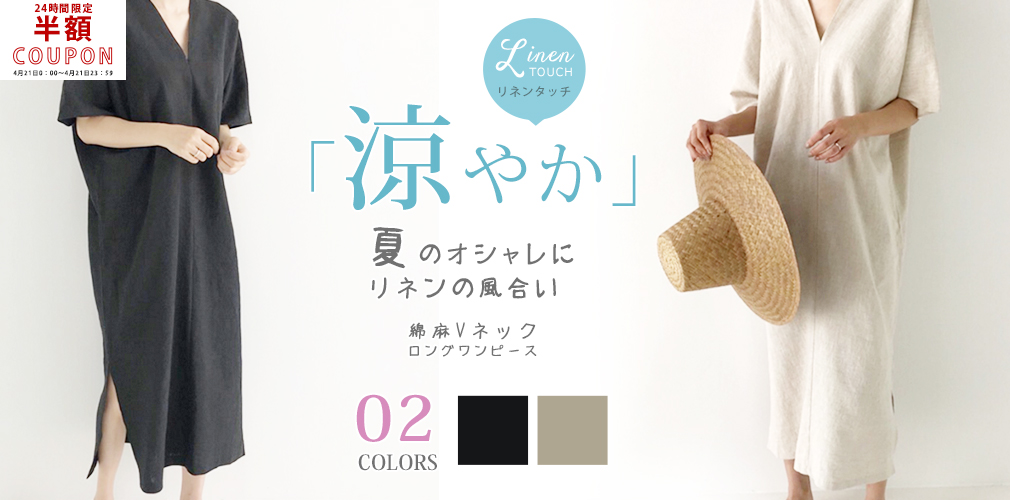 24時間限定
半額
COUPON
4月21日0：00〜4月21日23：59
Linen
TOUCH
リネンタッチ
「涼やか」
夏のオシャレに
リネンの風合い
綿麻Vネック
ロングワンピース
02
COLORS